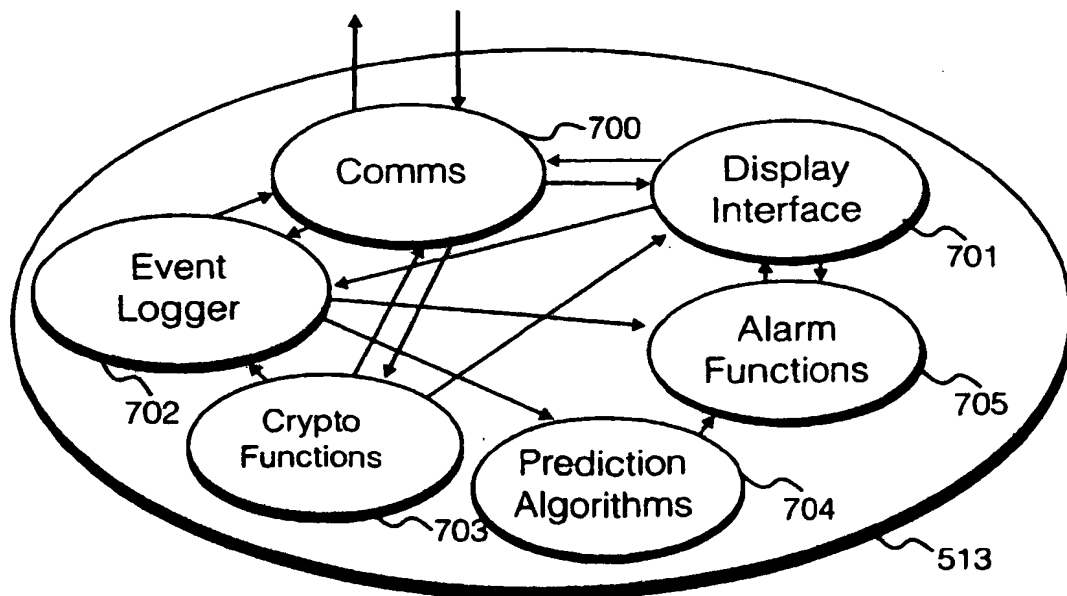 700
Comms
Display
Interface
701
Event
Logger
Alarm
Functions
702
705
Crypto
Functions
Prediction
Algorithms
703
704
513